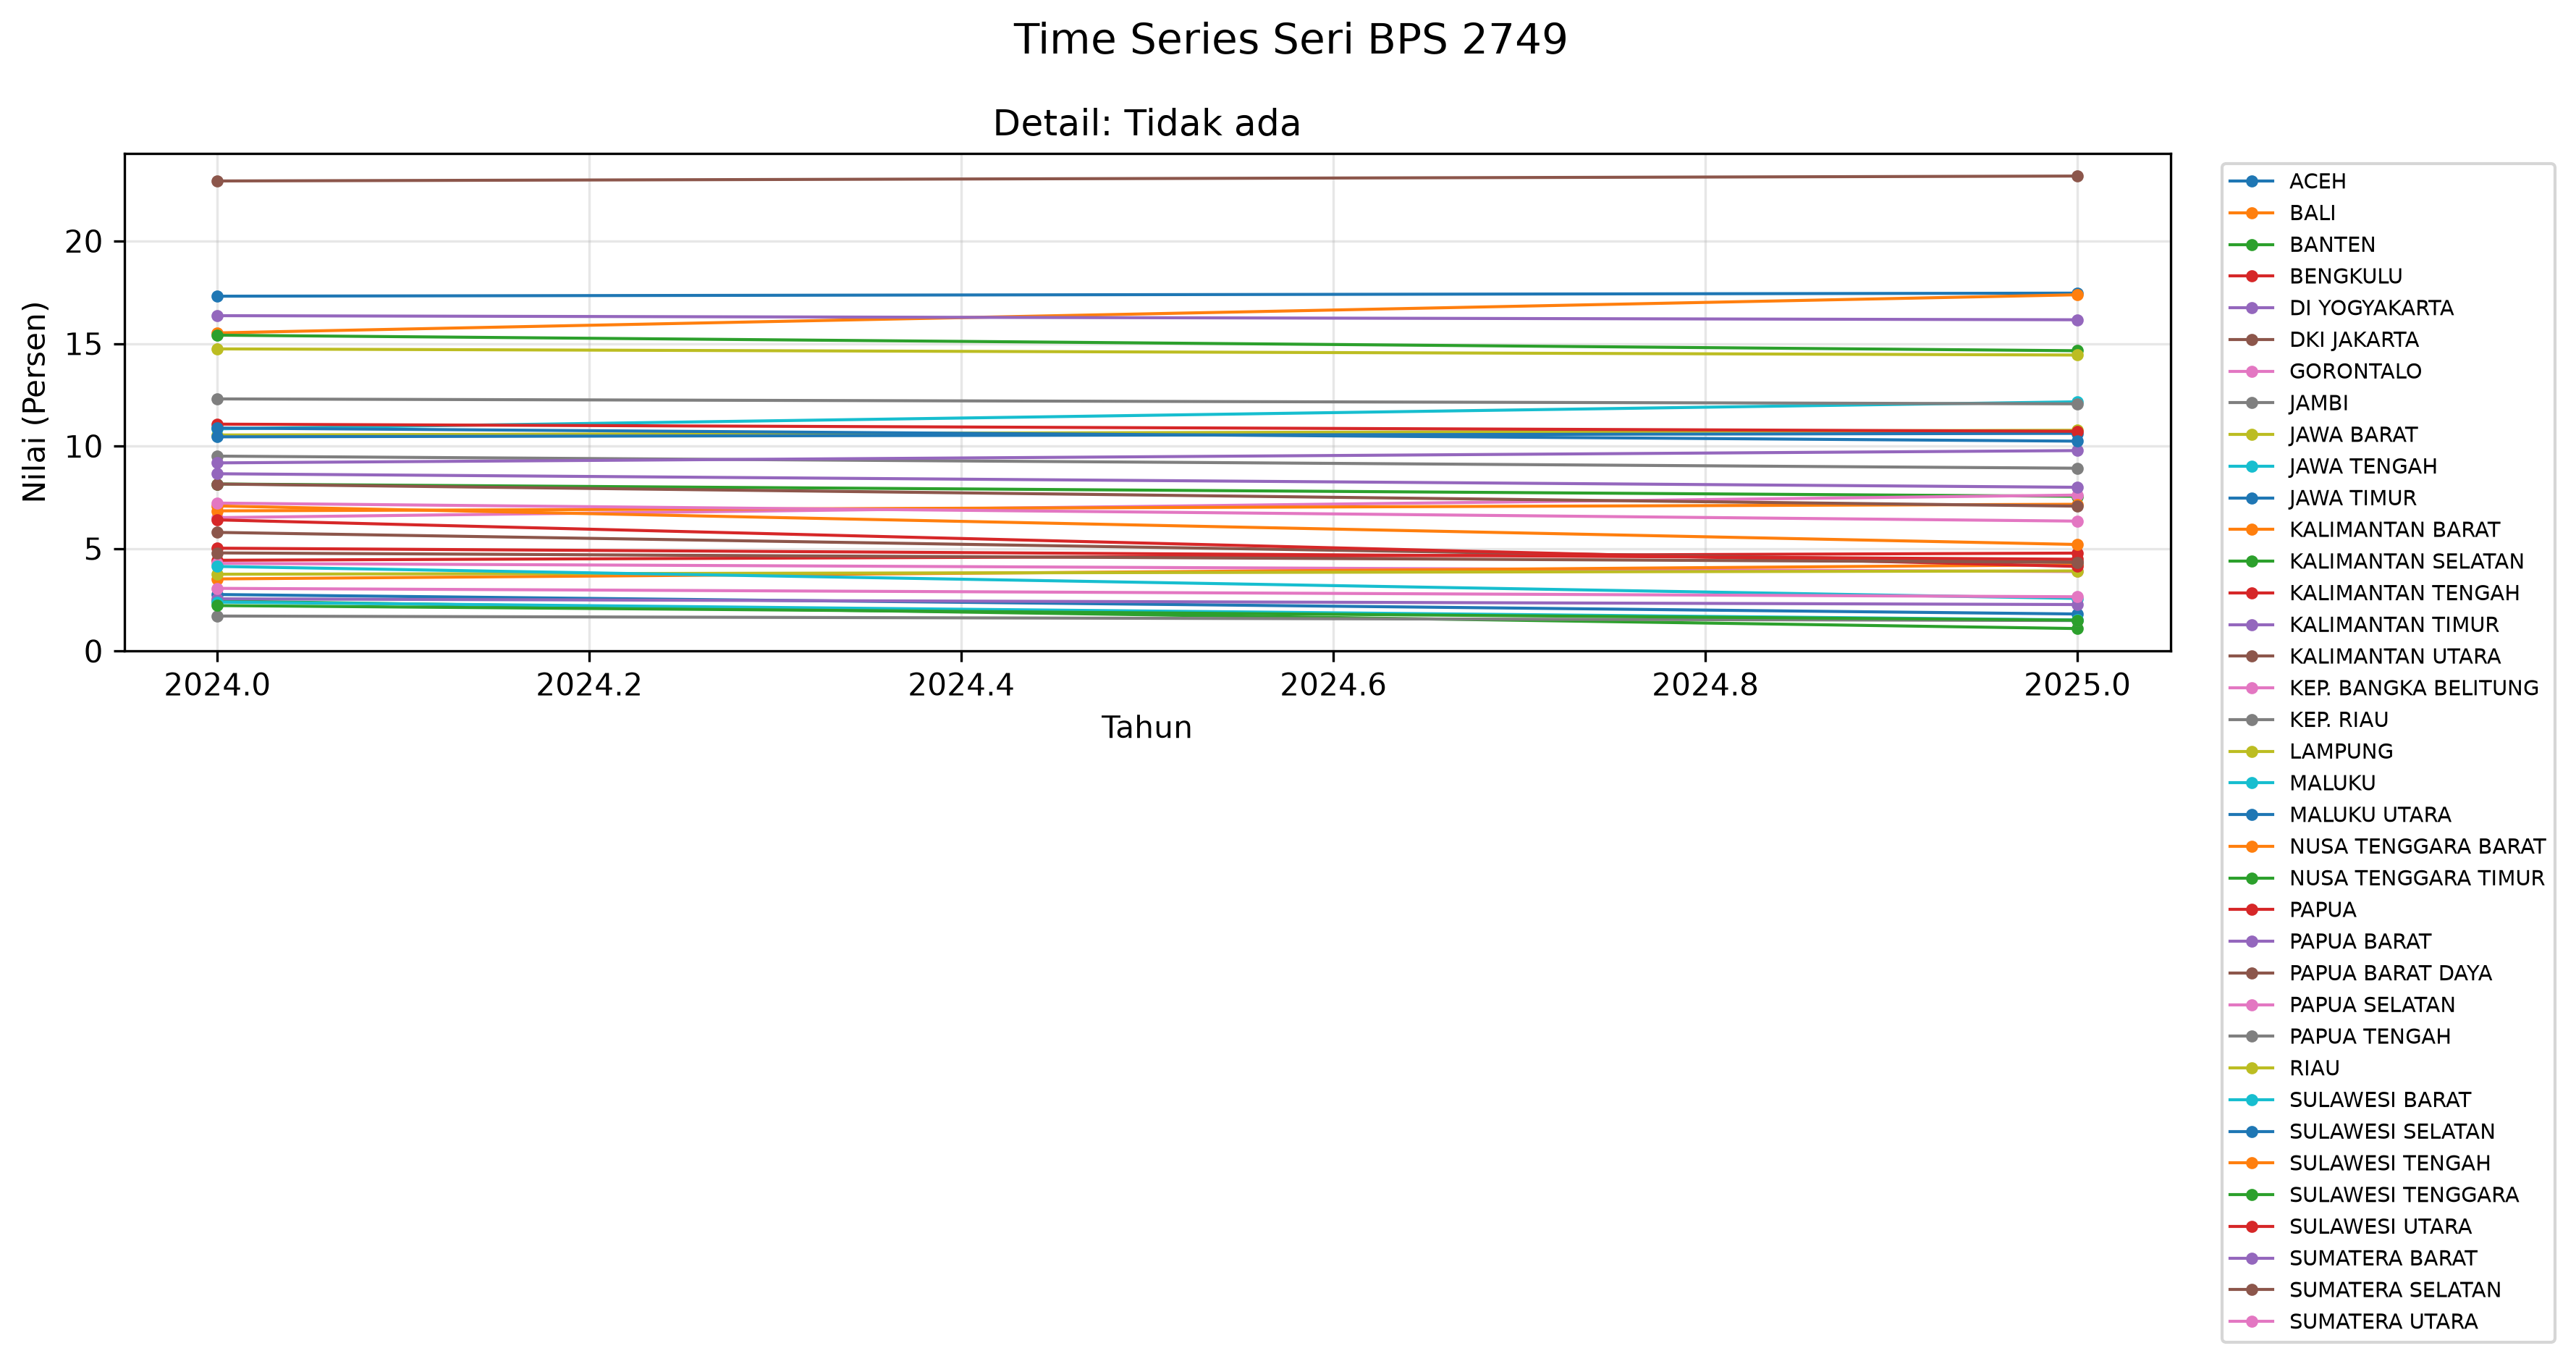 Time Series Seri BPS 2749
Detail: Tidak ada
Nilai (Persen)
20
15
10
5
0
2024.0 2024.2 2024.4 2024.6 2024.8 2025.0
Tahun
ACEH
BALI
BANTEN
BENGKULU
DI YOGYAKARTA
DKI JAKARTA
GORONTALO
JAMBI
JAWA BARAT
JAWA TENGAH
JAWA TIMUR
KALIMANTAN BARAT
KALIMANTAN SELATAN
KALIMANTAN TENGAH
KALIMANTAN TIMUR
KALIMANTAN UTARA
KEP. BANGKA BELITUNG
KEP. RIAU
LAMPUNG
MALUKU
MALUKU UTARA
NUSA TENGGARA BARAT
NUSA TENGGARA TIMUR
PAPUA
PAPUA BARAT
PAPUA BARAT DAYA
PAPUA SELATAN
PAPUA TENGAH
RIAU
SULAWESI BARAT
SULAWESI SELATAN
SULAWESI TENGAH
SULAWESI TENGGARA
SULAWESI UTARA
SUMATERA BARAT
SUMATERA SELATAN
SUMATERA UTARA